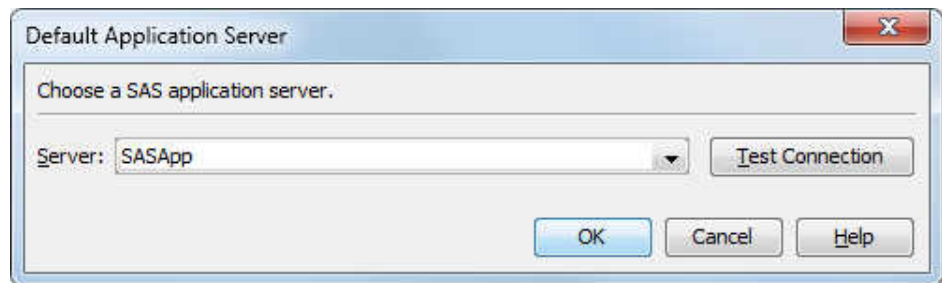 Default Application Server
Choose a SAS application server.
Server: SASApp Test Connection
OK Cancel Help